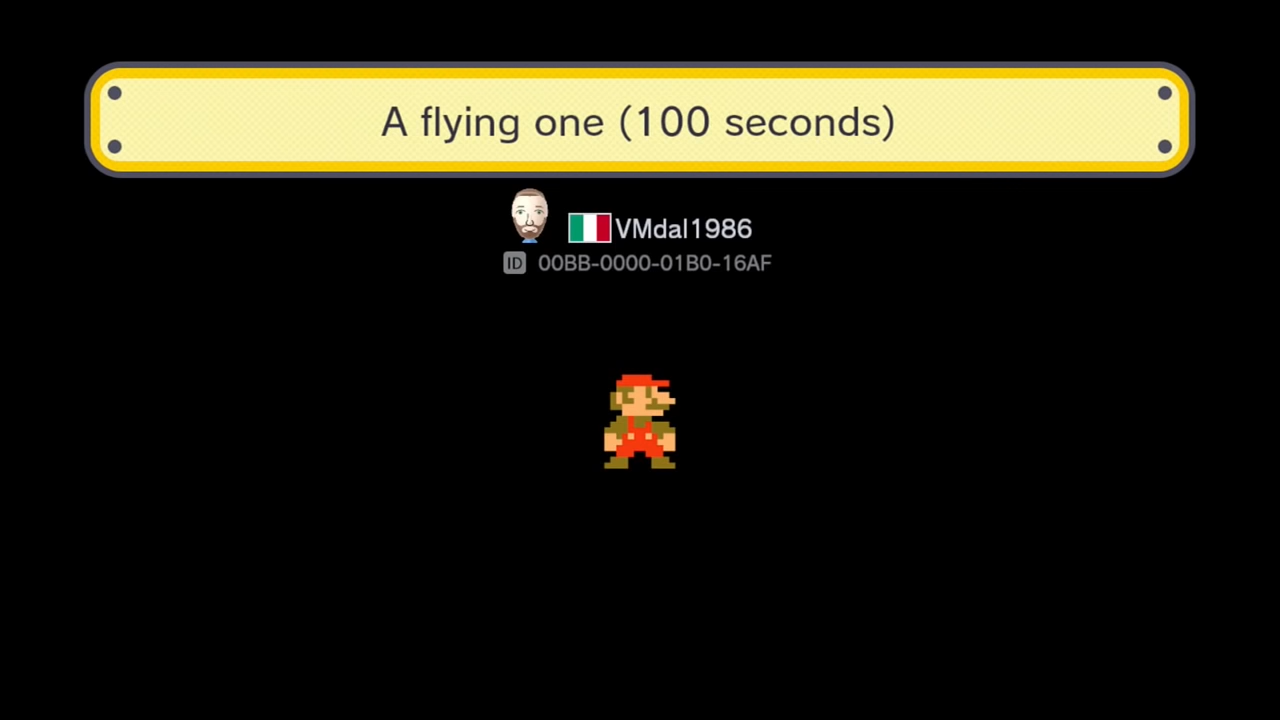 A flying one (100 seconds)
VMdal1986
ID 00BB-0000-01B0-16AF